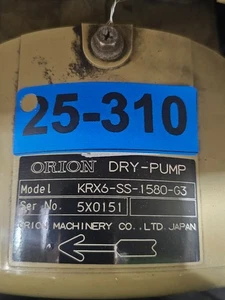 25-310
ORION DRY-PUMP
Model KRX6-SS-1580-G3
Ser No. 5X0151
ORION MACHINERY CO.,LTD. JAPAN